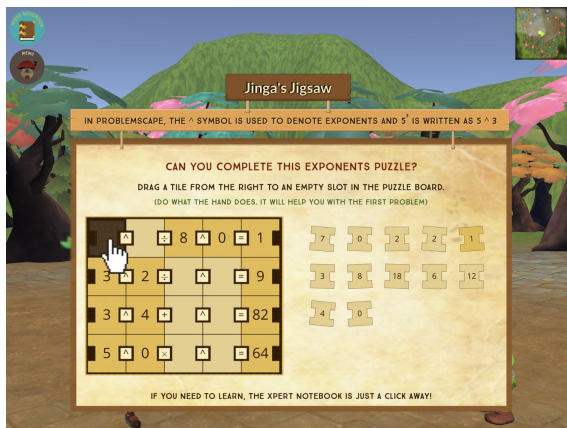 XPERT NOTEBOOK
MENU
Jinga's Jigsaw
IN PROBLEMSCAPE, THE ^ SYMBOL IS USED TO DENOTE EXPONENTS AND 5³ IS WRITTEN AS 5 ^ 3
CAN YOU COMPLETE THIS EXPONENTS PUZZLE?
DRAG A TILE FROM THE RIGHT TO AN EMPTY SLOT IN THE PUZZLE BOARD.
(DO WHAT THE HAND DOES. IT WILL HELP YOU WITH THE FIRST PROBLEM)
^ ÷ 8 ^ 0 = 1
3 ^ 2 ÷ ^ = 9
3 ^ 4 + ^ = 82
5 ^ 0 × ^ = 64
7 0 2 2 1
3 8 18 6 12
4 0
IF YOU NEED TO LEARN, THE XPERT NOTEBOOK IS JUST A CLICK AWAY!